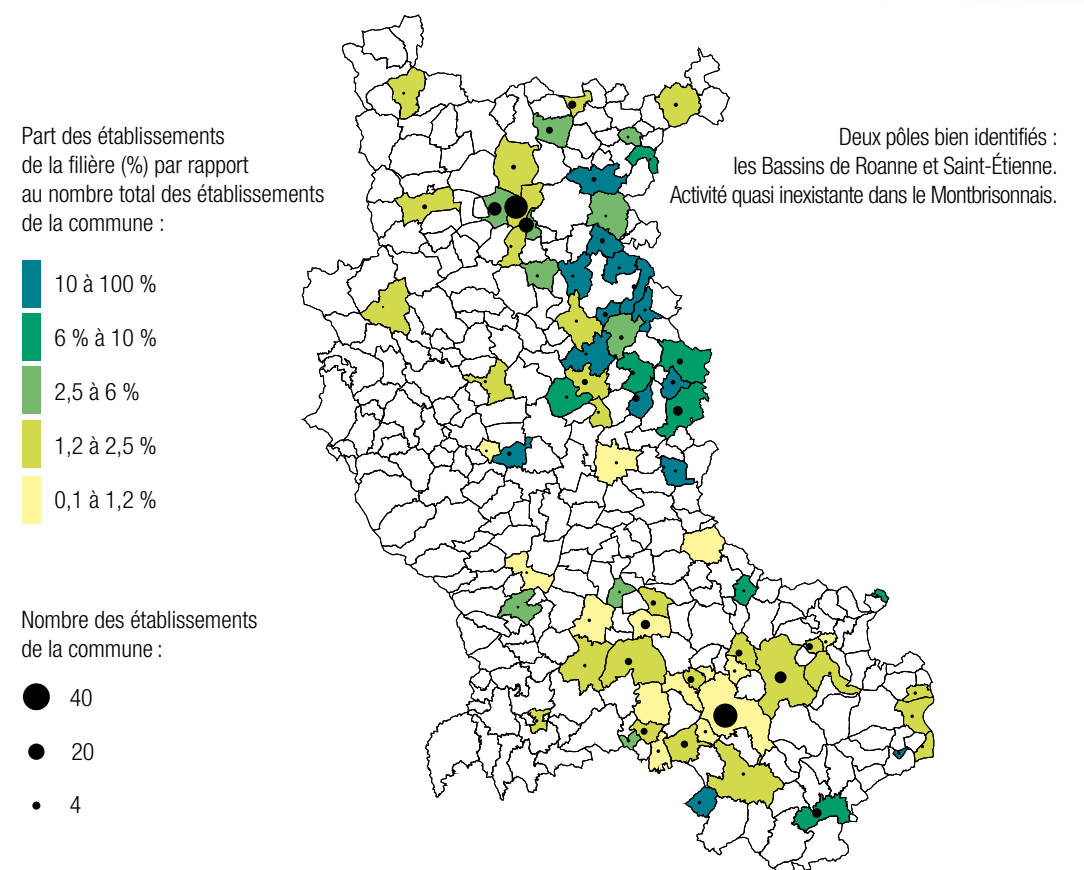 Part des établissements
de la filière (%) par rapport
au nombre total des établissements
de la commune :
10 à 100 %
6 % à 10 %
2,5 à 6 %
1,2 à 2,5 %
0,1 à 1,2 %
Nombre des établissements
de la commune :
40
20
4
Deux pôles bien identifiés :
les Bassins de Roanne et Saint-Étienne.
Activité quasi inexistante dans le Montbrisonnais.